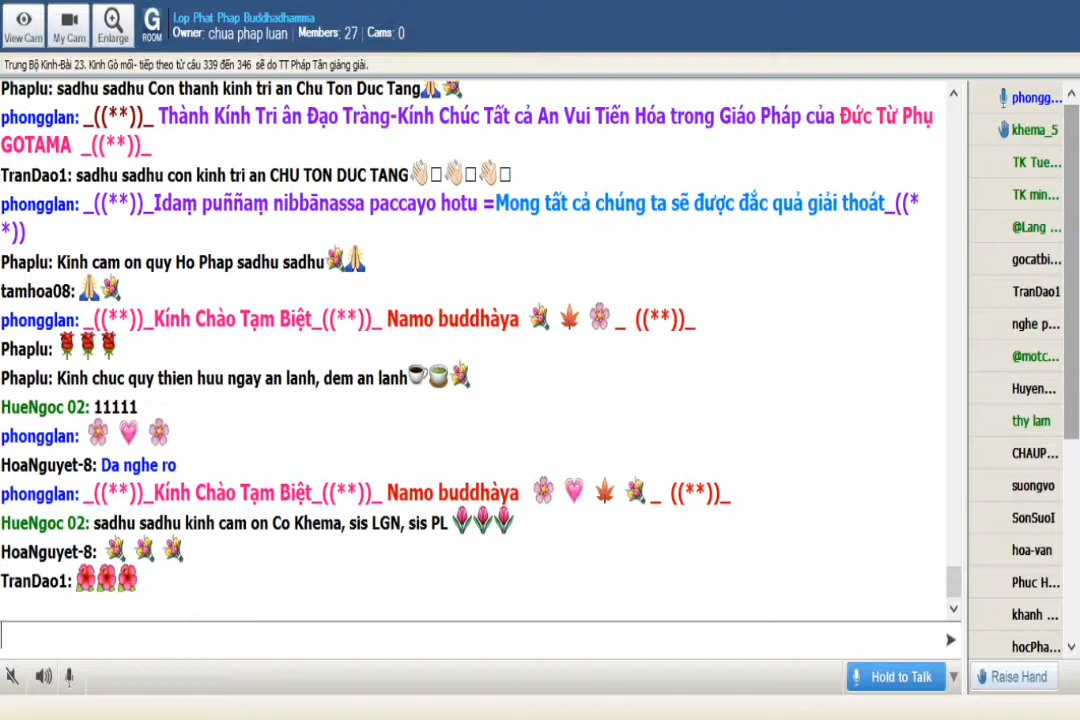 View Cam
My Cam
Enlarge
G
ROOM
Lop Phat Phap Buddhadhamma
Owner: chua phap luan | Members: 27 | Cams: 0
Trung Bộ Kinh-Bài 23. Kinh Gò mối- tiếp theo từ câu 339 đến 346 sẽ do TT Pháp Tân giảng giải.
Phaplu: sadhu sadhu Con thanh kinh tri an Chu Ton Duc Tang🙏💐
phongglan: _((**))_ Thành Kính Tri ân Đạo Tràng-Kính Chúc Tất cả An Vui Tiến Hóa trong Giáo Pháp của Đức Từ Phụ
GOTAMA _((**))_
TranDao1: sadhu sadhu con kinh tri an CHU TON DUC TANG👏🏻👏🏻👏🏻
phongglan: _((**))_Idaṃ puññaṃ nibbānassa paccayo hotu =Mong tất cả chúng ta sẽ được đắc quả giải thoát_((*
*))
Phaplu: Kinh cam on quy Ho Phap sadhu sadhu💐🙏
tamhoa08: 🙏💐
phongglan: _((**))_Kính Chào Tạm Biệt_((**))_ Namo buddhàya 💐 🍁 🌸 _ ((**))_
Phaplu: 🌹🌹🌹
Phaplu: Kinh chuc quy thien huu ngay an lanh, dem an lanh☕🍵💐
HueNgoc 02: 11111
phongglan: 🌸 💗 🌸
HoaNguyet-8: Da nghe ro
phongglan: _((**))_Kính Chào Tạm Biệt_((**))_ Namo buddhàya 🌸 💗 🍁 💐_ ((**))_
HueNgoc 02: sadhu sadhu kinh cam on Co Khema, sis LGN, sis PL 🌷🌷🌷
HoaNguyet-8: 💐 💐 💐
TranDao1: 🌺🌺🌺
phongg...
khema_5
TK Tue...
TK min...
@Lang ...
gocatbi...
TranDao1
nghe p...
@motc...
Huyen...
thy lam
CHAUP...
suongvo
SonSuoI
hoa-van
Phuc H...
khanh ...
hocPha...
Hold to Talk
Raise Hand